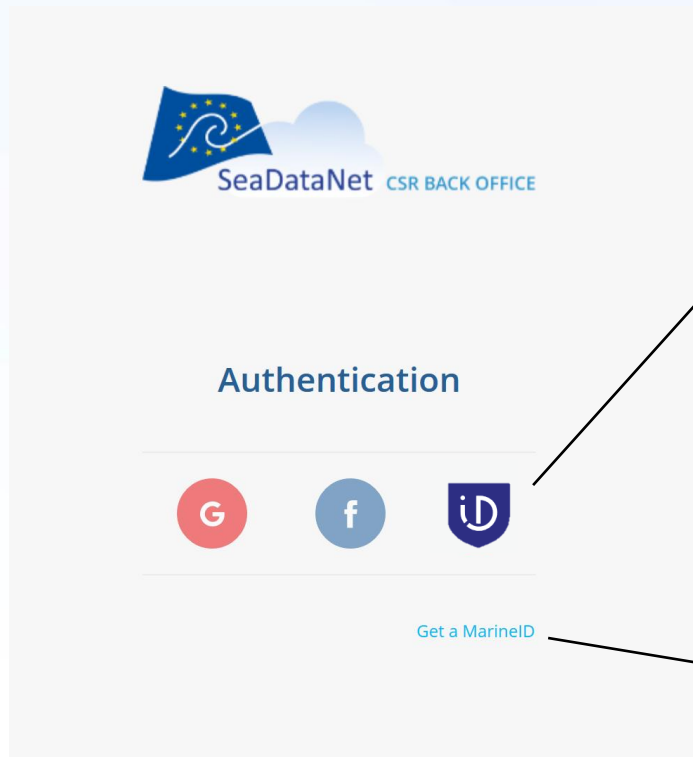 SeaDataNet CSR BACK OFFICE
Authentication
G f iD
Get a MarineID